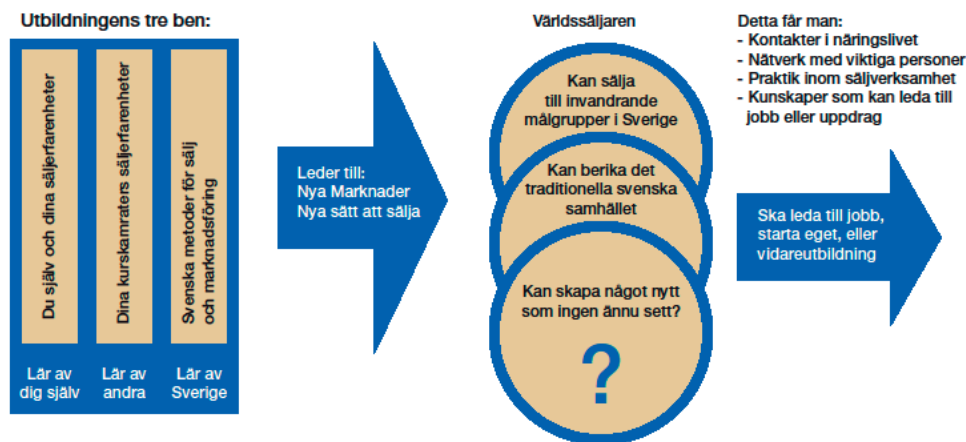 Utbildningens tre ben:
Du själv och dina säljerfarenheter
Dina kurskamraters säljerfarenheter
Svenska metoder för sälj
och marknadsföring
Lär av
dig själv
Lär av
andra
Lär av
Sverige
Leder till:
Nya Marknader
Nya sätt att sälja
Världssäljaren
Kan sälja
till invandrande
målgrupper i Sverige
Kan berika det
traditionella svenska
samhället
Kan skapa något nytt
som ingen ännu sett?
?
Detta får man:
- Kontakter i näringslivet
- Nätverk med viktiga personer
- Praktik inom säljverksamhet
- Kunskaper som kan leda till
jobb eller uppdrag
Ska leda till jobb,
starta eget, eller
vidareutbildning